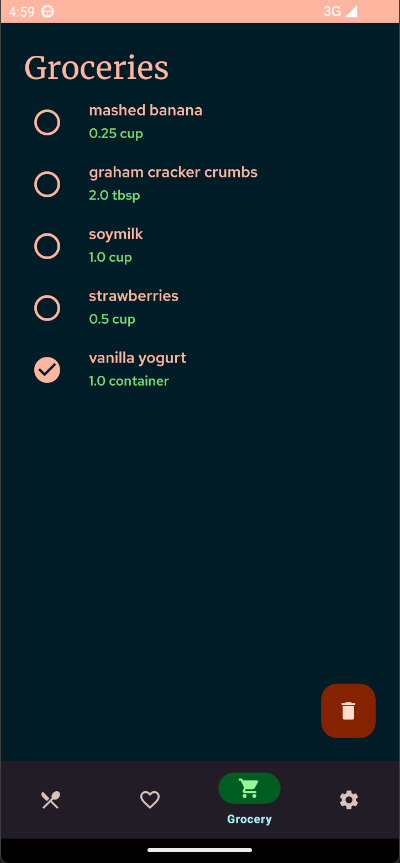 4:59
3G
Groceries
mashed banana
0.25 cup
graham cracker crumbs
2.0 tbsp
soymilk
1.0 cup
strawberries
0.5 cup
vanilla yogurt
1.0 container
Grocery